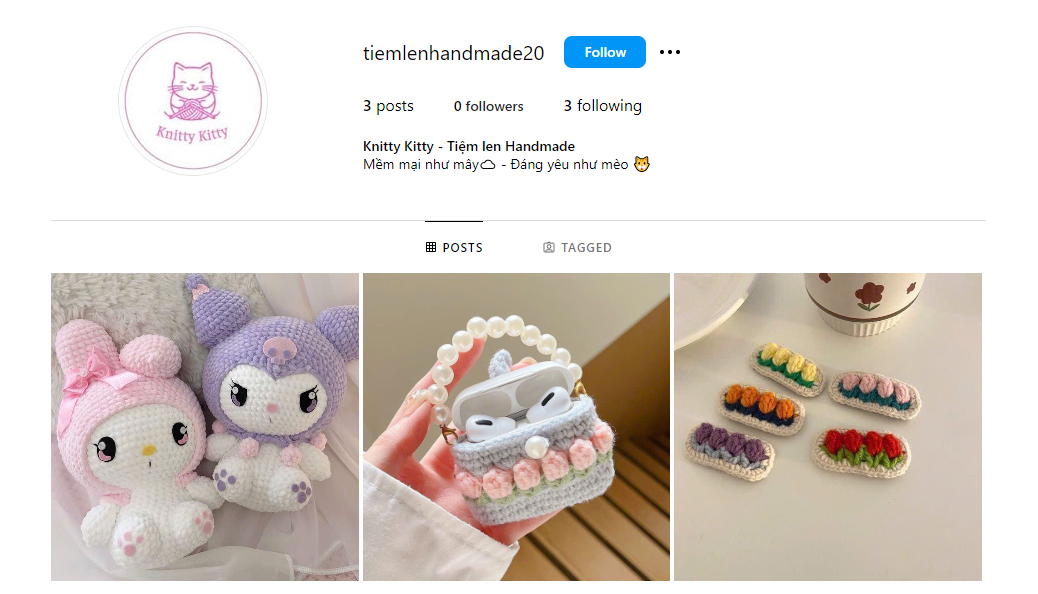 Knitty Kitty
tiemlenhandmade20
Follow
3 posts 0 followers 3 following
Knitty Kitty - Tiệm len Handmade
Mềm mại như mây☁ - Đáng yêu như mèo 🐱
POSTS TAGGED